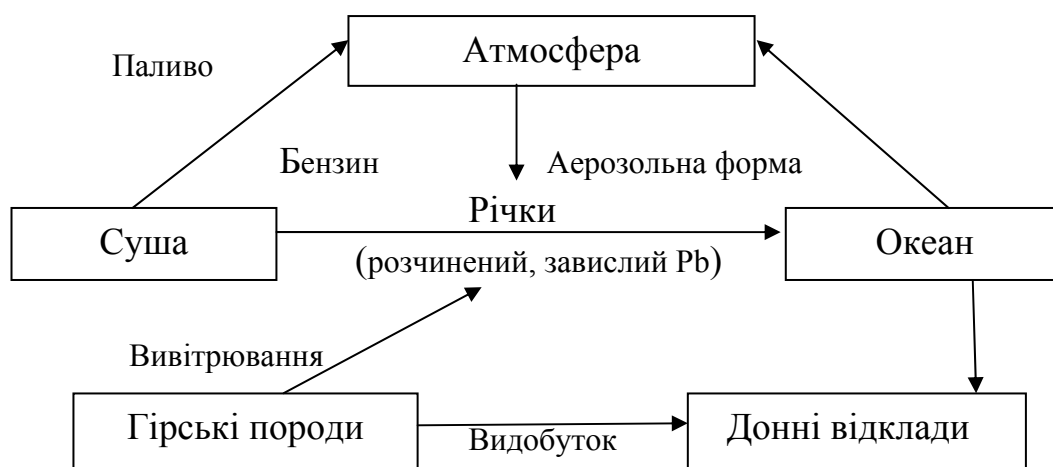 Атмосфера
Паливо
Бензин
Аерозольна форма
Річки
Суша
Океан
(розчинений, завислий Pb)
Вивітрювання
Гірські породи
Видобуток
Донні відклади